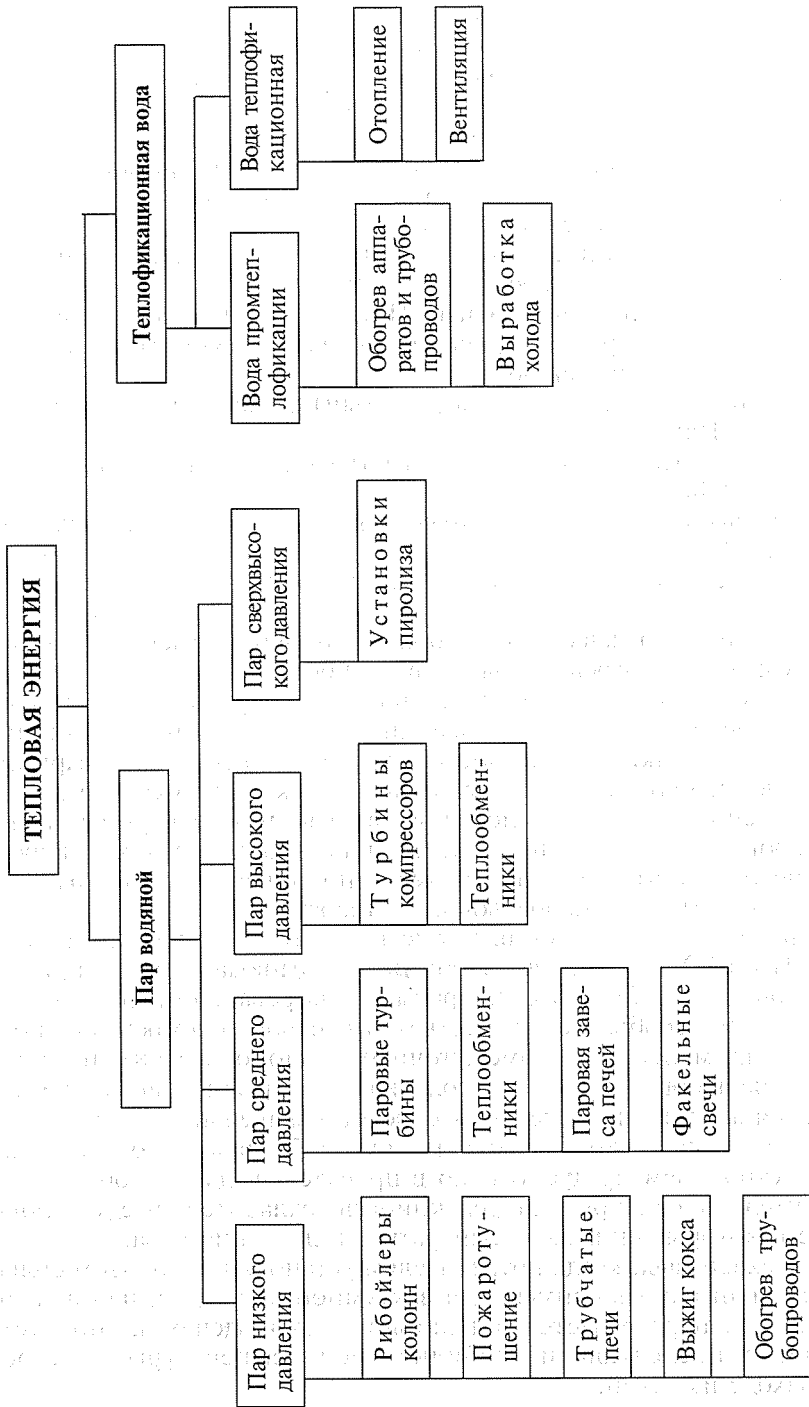 ТЕПЛОВАЯ ЭНЕРГИЯ
Пар водяной
Теплофикационная вода
Пар низкого
давления
Пар среднего
давления
Пар высокого
давления
Пар сверхвысо-
кого давления
Вода промтеп-
лофикации
Вода теплофи-
кационная
Рибойлеры
колонн
Пожароту-
шение
Трубчатые
печи
Выжиг кокса
Обогрев тру-
бопроводов
Паровые тур-
бины
Теплообмен-
ники
Паровая заве-
са печей
Факельные
свечи
Турбины
компрессоров
Теплообмен-
ники
Установки
пиролиза
Обогрев аппа-
ратов и трубо-
проводов
Выработка
холода
Отопление
Вентиляция